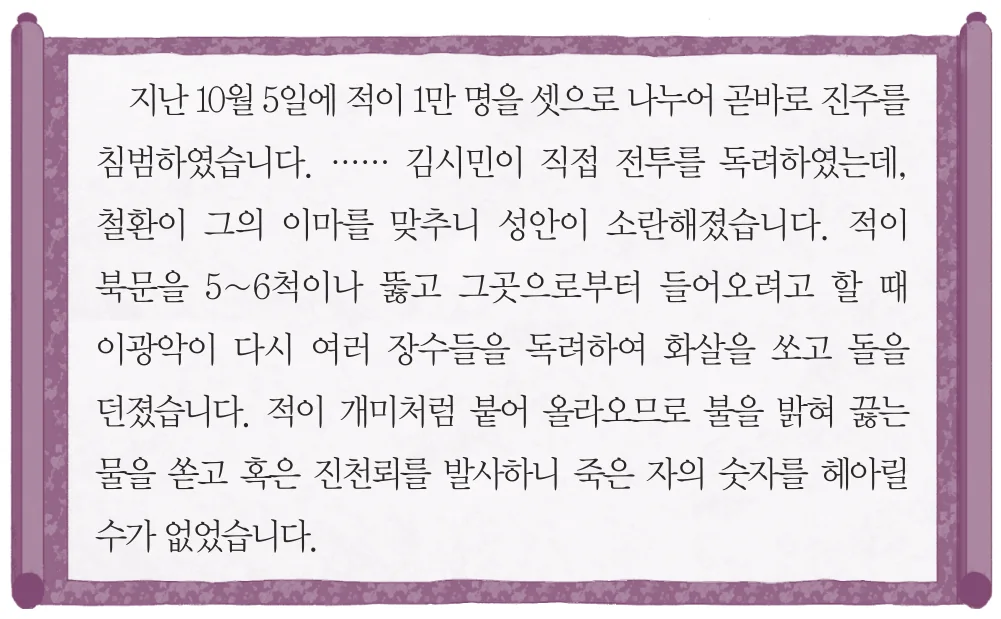 지난 10월 5일에 적이 1만 명을 셋으로 나누어 곧바로 진주를
침범하였습니다. …… 김시민이 직접 전투를 독려하였는데,
철환이 그의 이마를 맞추니 성안이 소란해졌습니다. 적이
북문을 5~6척이나 뚫고 그곳으로부터 들어오려고 할 때
이광악이 다시 여러 장수들을 독려하여 화살을 쏘고 돌을
던졌습니다. 적이 개미처럼 붙어 올라오므로 불을 밝혀 끓는
물을 쏟고 혹은 진천뢰를 발사하니 죽은 자의 숫자를 헤아릴
수가 없었습니다.